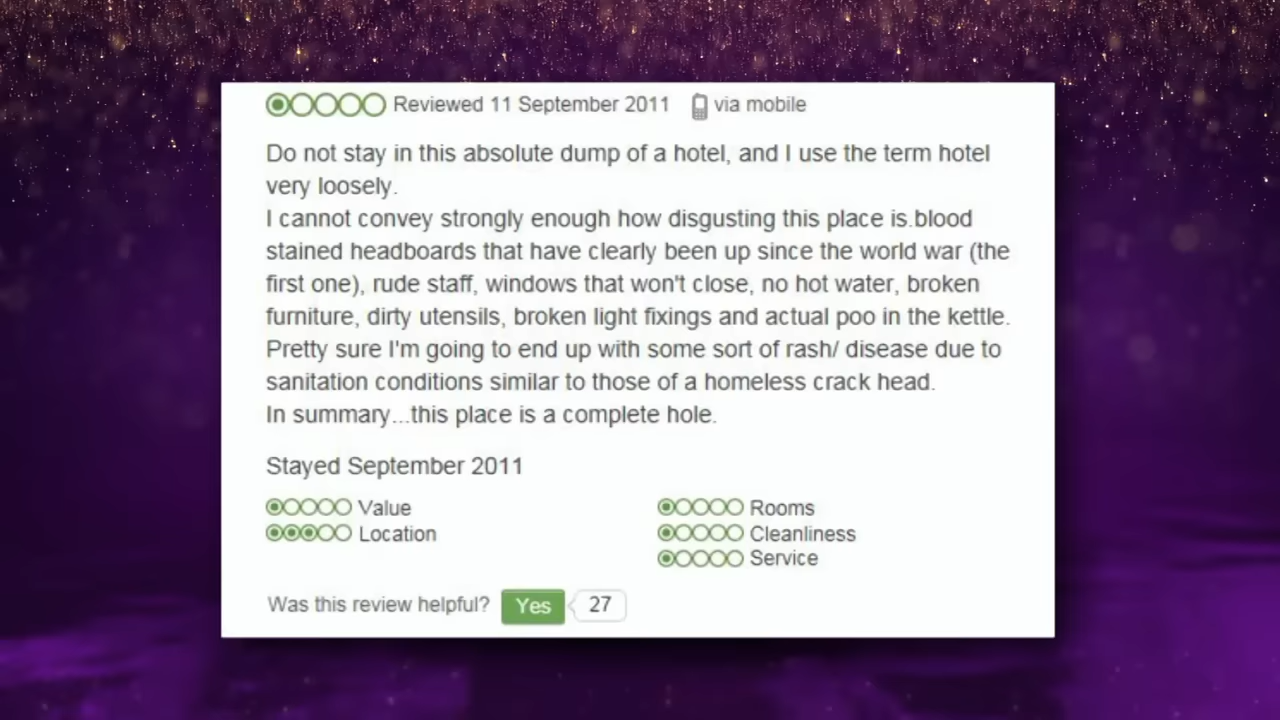 Reviewed 11 September 2011 via mobile
Do not stay in this absolute dump of a hotel, and I use the term hotel
very loosely.
I cannot convey strongly enough how disgusting this place is.blood
stained headboards that have clearly been up since the world war (the
first one), rude staff, windows that won't close, no hot water, broken
furniture, dirty utensils, broken light fixings and actual poo in the kettle.
Pretty sure I'm going to end up with some sort of rash/ disease due to
sanitation conditions similar to those of a homeless crack head.
In summary...this place is a complete hole.
Stayed September 2011
Value Rooms
Location Cleanliness
Service
Was this review helpful? Yes 27